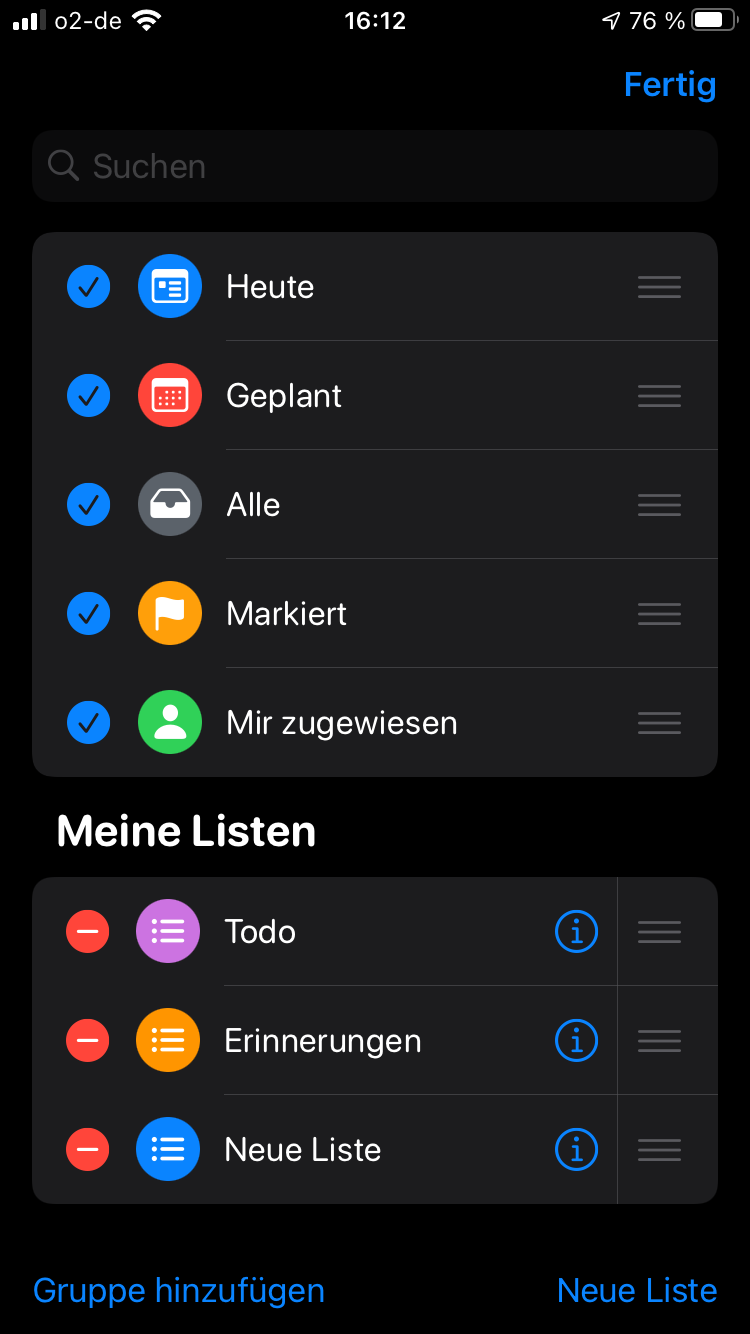 o2-de 16:12 76 %
Fertig
Suchen
Heute
Geplant
Alle
Markiert
Mir zugewiesen
Meine Listen
Todo
Erinnerungen
Neue Liste
Gruppe hinzufügen Neue Liste